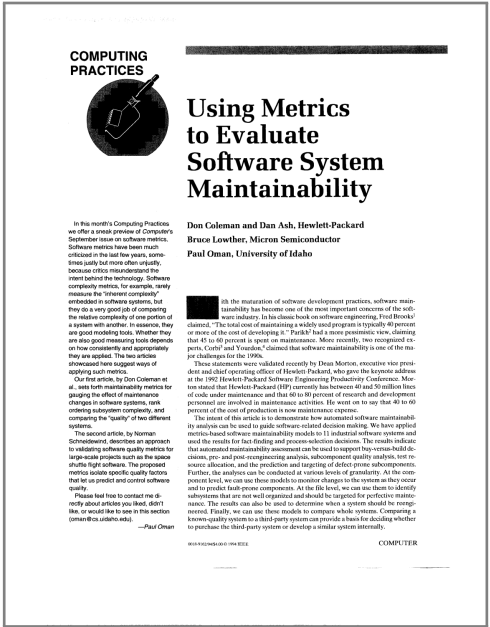 COMPUTING
PRACTICES
Using Metrics
to Evaluate
Software System
Maintainability
Don Coleman and Dan Ash, Hewlett-Packard
Bruce Lowther, Micron Semiconductor
Paul Oman, University of Idaho
In this month's Computing Practices
we offer a sneak preview of Computer's
September issue on software metrics.
Software metrics have been much
criticized in the last few years, some-
times justly but more often unjustly,
because critics misunderstand the
intent behind the technology. Software
complexity metrics, for example, rarely
measure the "inherent complexity"
embedded in software systems, but
they do a very good job of comparing
the relative complexity of one portion of
a system with another. In essence, they
are good modeling tools. Whether they
are also good measuring tools depends
on how consistently and appropriately
they are applied. The two articles
showcased here suggest ways of
applying such metrics.
Our first article, by Don Coleman et
al., sets forth maintainability metrics for
gauging the effect of maintenance
changes in software systems, rank
ordering subsystem complexity, and
comparing the "quality" of two different
systems.
The second article, by Norman
Schneidewind, describes an approach
to validating software quality metrics for
large-scale projects such as the space
shuttle flight software. The proposed
metrics isolate specific quality factors
that let us predict and control software
quality.
Please feel free to contact me di-
rectly about articles you liked, didn't
like, or would like to see in this section
(oman@cs.uidaho.edu).
—Paul Oman
ith the maturation of software development practices, software main-
tainability has become one of the most important concerns of the soft-
ware industry. In his classic book on software engineering, Fred Brooks¹
claimed, "The total cost of maintaining a widely used program is typically 40 percent
or more of the cost of developing it." Parikh² had a more pessimistic view, claiming
that 45 to 60 percent is spent on maintenance. More recently, two recognized ex-
perts, Corbi³ and Yourdon,⁴ claimed that software maintainability is one of the ma-
jor challenges for the 1990s.
These statements were validated recently by Dean Morton, executive vice presi-
dent and chief operating officer of Hewlett-Packard, who gave the keynote address
at the 1992 Hewlett-Packard Software Engineering Productivity Conference. Mor-
ton stated that Hewlett-Packard (HP) currently has between 40 and 50 million lines
of code under maintenance and that 60 to 80 percent of research and development
personnel are involved in maintenance activities. He went on to say that 40 to 60
percent of the cost of production is now maintenance expense.
The intent of this article is to demonstrate how automated software maintainabil-
ity analysis can be used to guide software-related decision making. We have applied
metrics-based software maintainability models to 11 industrial software systems and
used the results for fact-finding and process-selection decisions. The results indicate
that automated maintainability assessment can be used to support buy-versus-build de-
cisions, pre- and post-reengineering analysis, subcomponent quality analysis, test re-
source allocation, and the prediction and targeting of defect-prone subcomponents.
Further, the analyses can be conducted at various levels of granularity. At the com-
ponent level, we can use these models to monitor changes to the system as they occur
and to predict fault-prone components. At the file level, we can use them to identify
subsystems that are not well organized and should be targeted for perfective mainte-
nance. The results can also be used to determine when a system should be reengi-
neered. Finally, we can use these models to compare whole systems. Comparing a
known-quality system to a third-party system can provide a basis for deciding whether
to purchase the third-party system or develop a similar system internally.
0018-9162/94/$4.00 © 1994 IEEE
COMPUTER